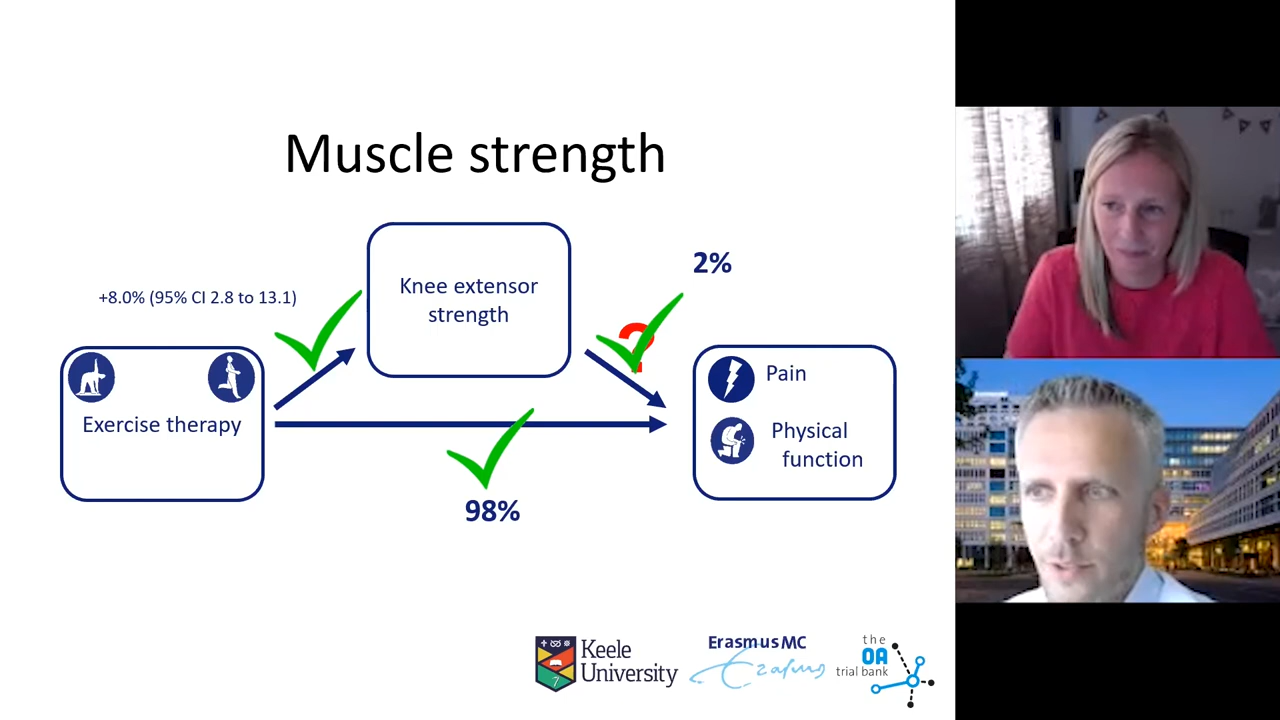 Muscle strength
2%
+8.0% (95% CI 2.8 to 13.1)
Knee extensor
strength
?
Exercise therapy
Pain
Physical
function
98%
Keele
University
Erasmus MC
Erasmus
the
OA
trial bank